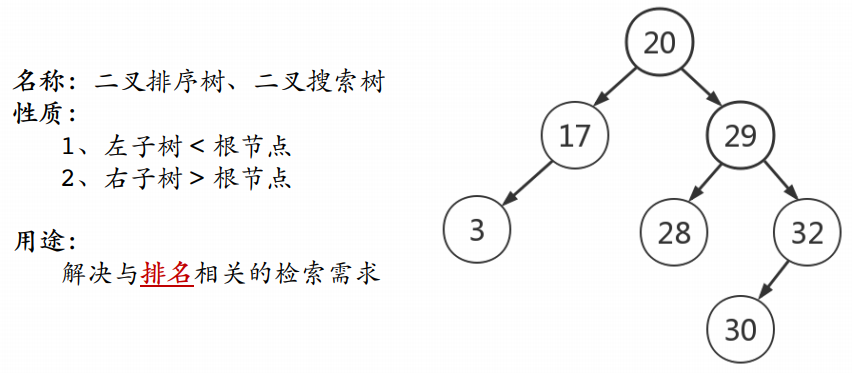 名称：二叉排序树、二叉搜索树
性质：
1、左子树 < 根节点
2、右子树 > 根节点
用途：
解决与排名相关的检索需求
20
17
29
3
28
32
30